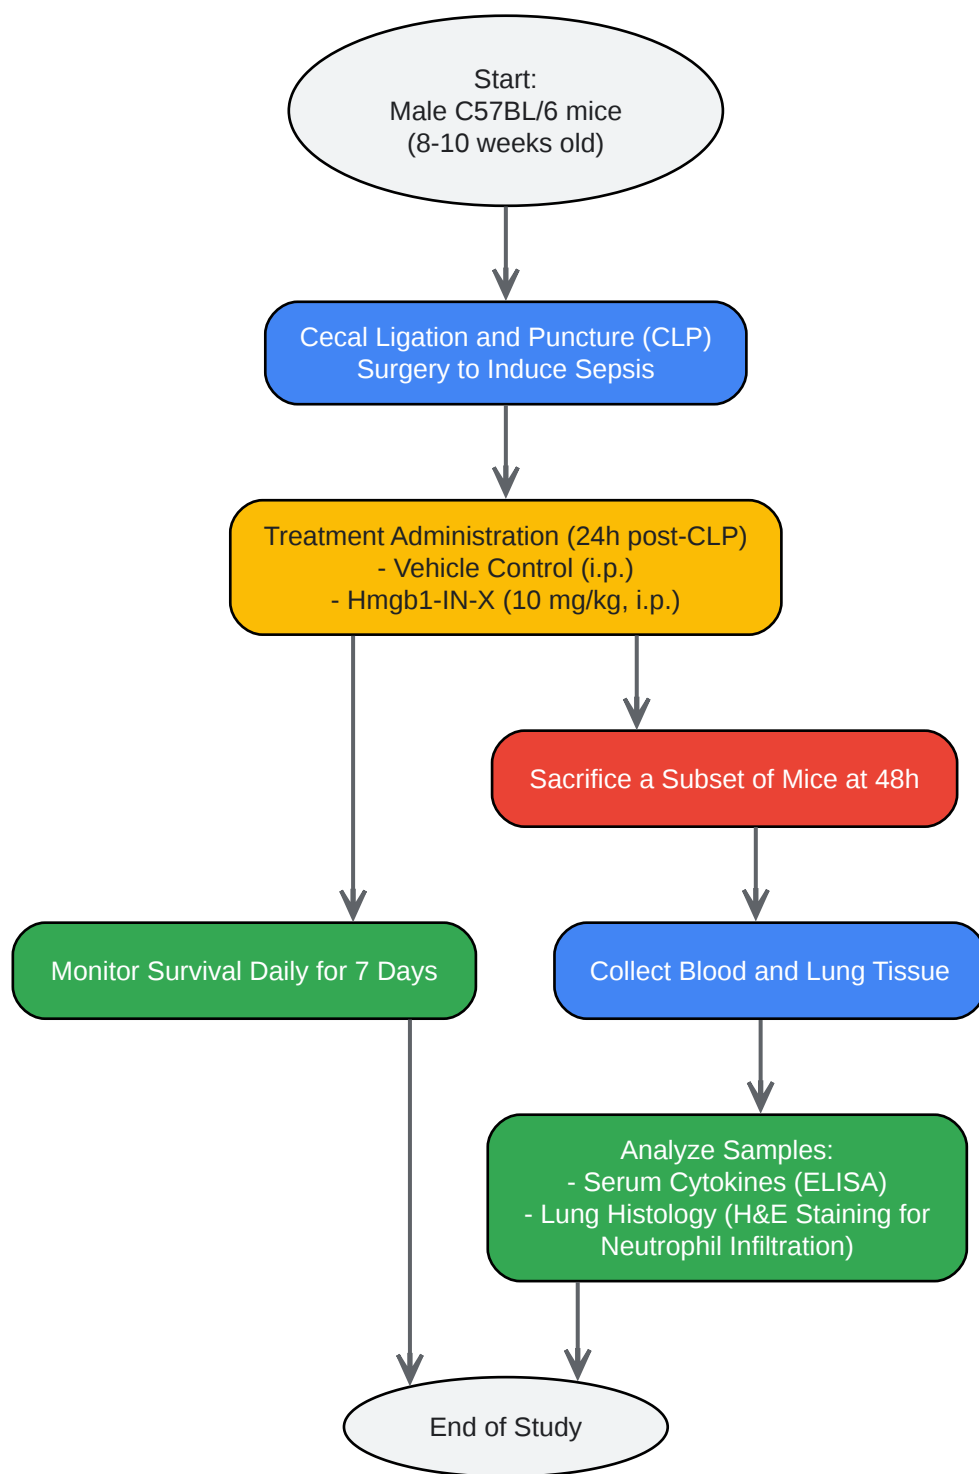 Start:
Male C57BL/6 mice
(8-10 weeks old)
Cecal Ligation and Puncture (CLP)
Surgery to Induce Sepsis
Treatment Administration (24h post-CLP)
- Vehicle Control (i.p.)
- Hmgb1-IN-X (10 mg/kg, i.p.)
Sacrifice a Subset of Mice at 48h
Monitor Survival Daily for 7 Days
Collect Blood and Lung Tissue
Analyze Samples:
- Serum Cytokines (ELISA)
- Lung Histology (H&E Staining for
Neutrophil Infiltration)
End of Study